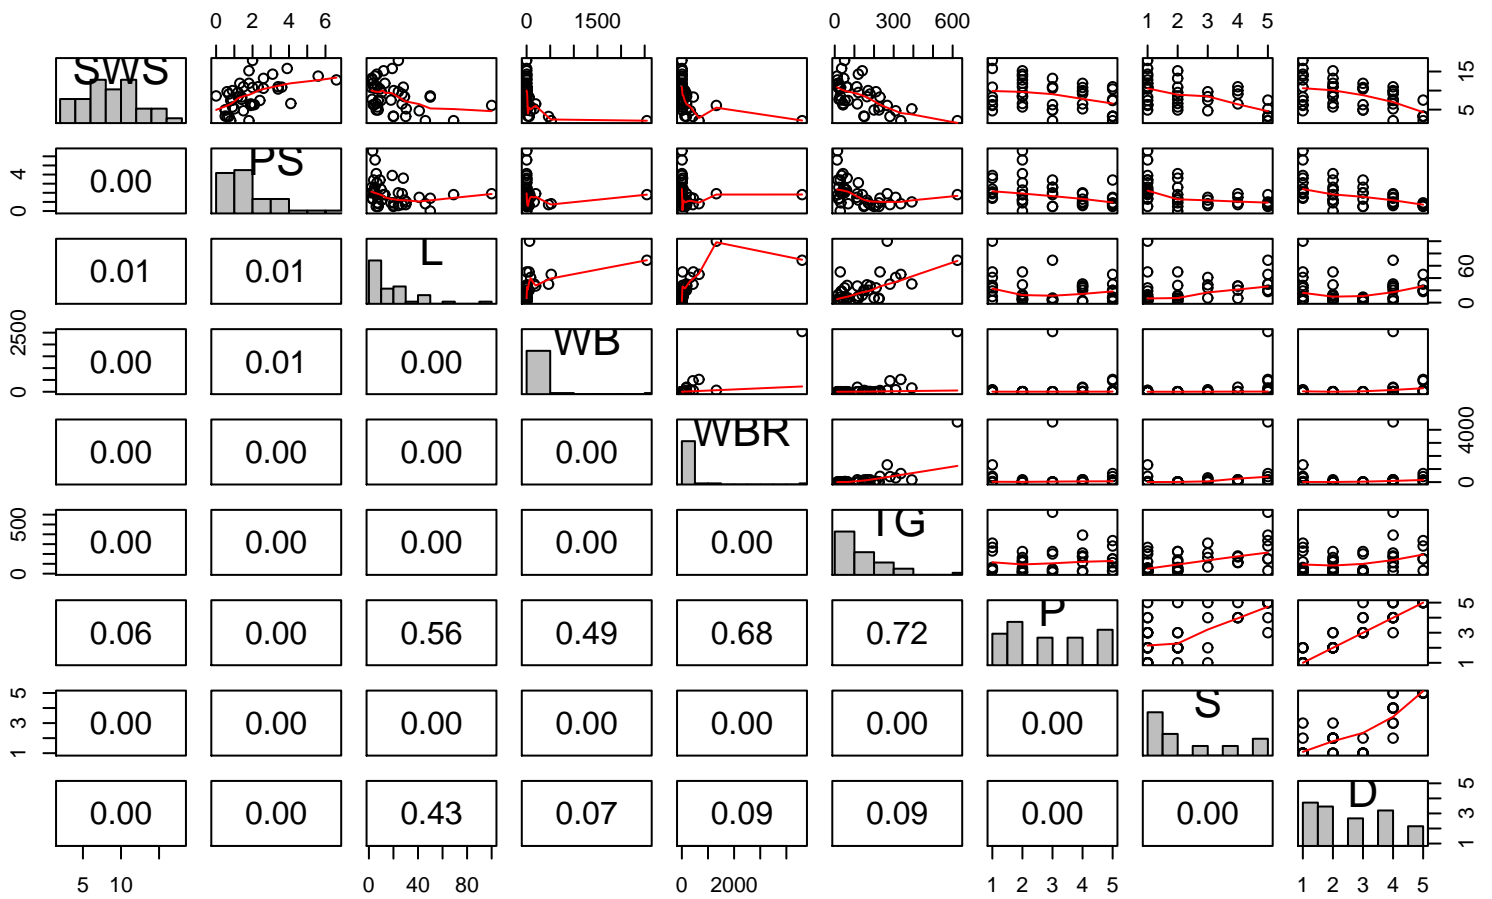 0 2 4 6 0 1500 0 300 600 1 2 3 4 5
SWS 5 15
0 4 0.00 PS
0.01 0.01 L 0 60
0 2500 0.00 0.01 0.00 WB
0.00 0.00 0.00 0.00 WBR 0 4000
0 500 0.00 0.00 0.00 0.00 0.00 TG
0.06 0.00 0.56 0.49 0.68 0.72 P 1 3 5
1 3 5 0.00 0.00 0.00 0.00 0.00 0.00 0.00 S
0.00 0.00 0.43 0.07 0.09 0.09 0.00 0.00 D 1 3 5
5 10 0 40 80 0 2000 1 2 3 4 5 1 2 3 4 5